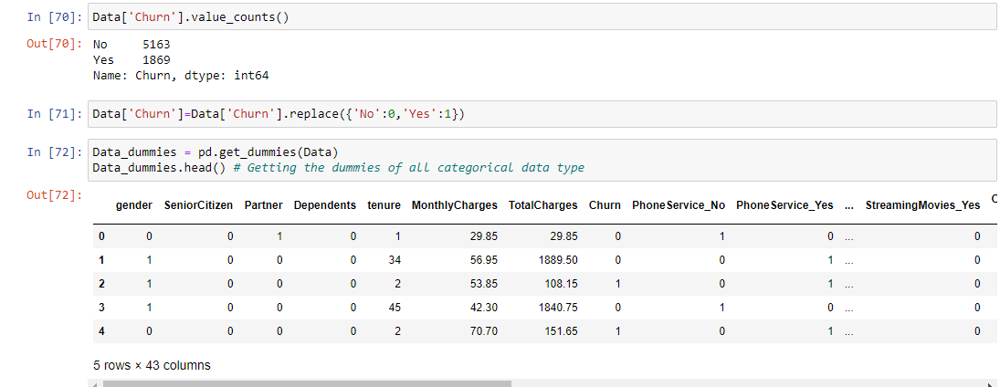 In [70]: Data['Churn'].value_counts()
Out[70]: No     5163
Yes    1869
Name: Churn, dtype: int64
In [71]: Data['Churn']=Data['Churn'].replace({'No':0,'Yes':1})
In [72]: Data_dummies = pd.get_dummies(Data)
Data_dummies.head() # Getting the dummies of all categorical data type
Out[72]:
gender SeniorCitizen Partner Dependents tenure MonthlyCharges TotalCharges Churn PhoneService_No PhoneService_Yes ... StreamingMovies_Yes
0 0 0 1 0 1 29.85 29.85 0 1 0 ... 0
1 1 0 0 0 34 56.95 1889.50 0 0 1 ... 0
2 1 0 0 0 2 53.85 108.15 1 0 1 ... 0
3 1 0 0 0 45 42.30 1840.75 0 1 0 ... 0
4 0 0 0 0 2 70.70 151.65 1 0 1 ... 0
5 rows × 43 columns